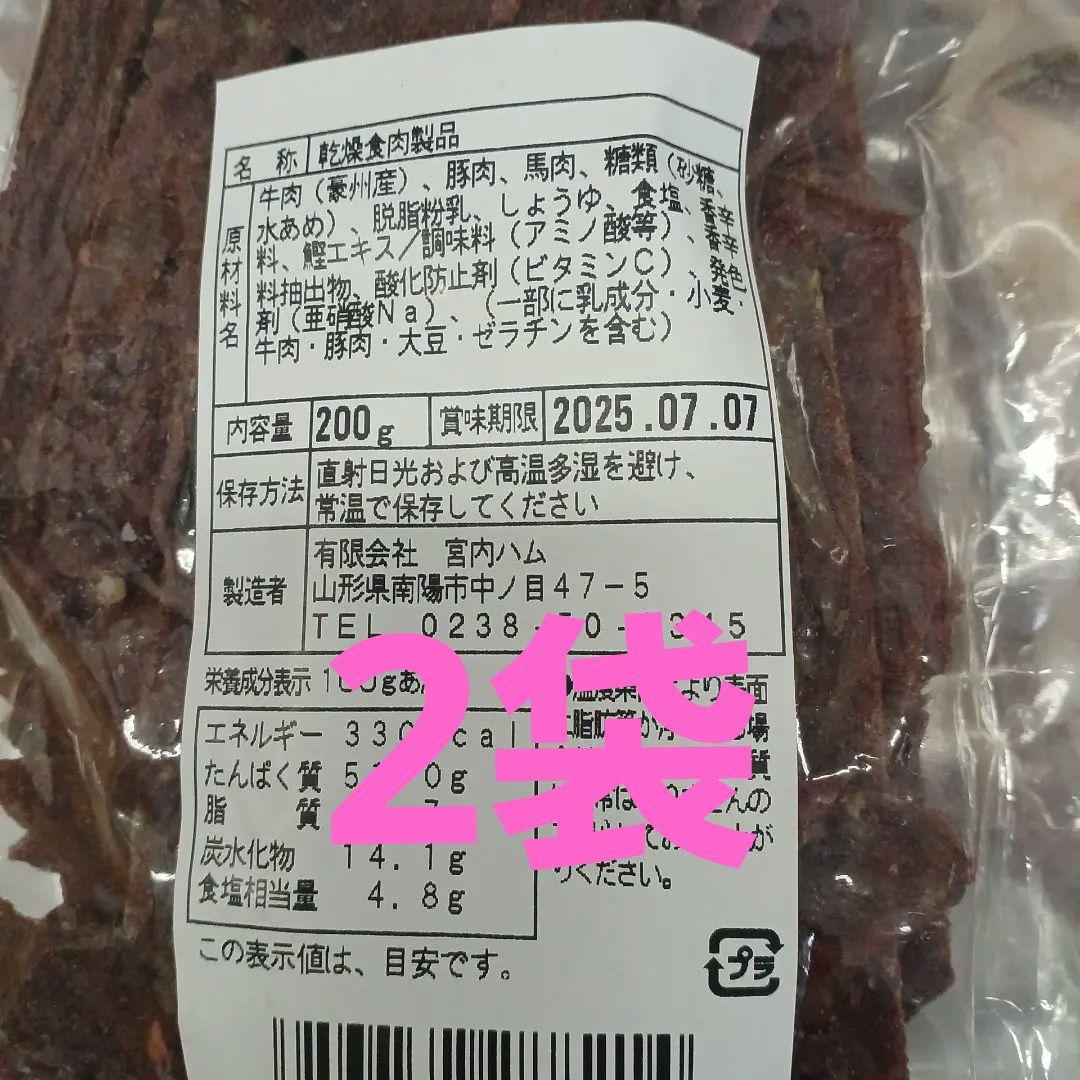 名称 乾燥食肉製品
原材料名
牛肉（豪州産）、豚肉、馬肉、糖類（砂糖、
水あめ）、脱脂粉乳、しょうゆ、食塩、香辛
料、鰹エキス／調味料（アミノ酸等）、香辛
料抽出物、酸化防止剤（ビタミンC）、発色
剤（亜硝酸Na）、（一部に乳成分・小麦・
牛肉・豚肉・大豆・ゼラチンを含む）
内容量 200g 賞味期限 2025.07.07
保存方法 直射日光および高温多湿を避け、
常温で保存してください
製造者 有限会社 宮内ハム
山形県南陽市中ノ目47-5
TEL 0238-
2袋
栄養成分表示
エネルギー
たんぱく質
脂質
炭水化物 14.1g
食塩相当量 4.8g
この表示値は、目安です。
より表面
ください。
プラ